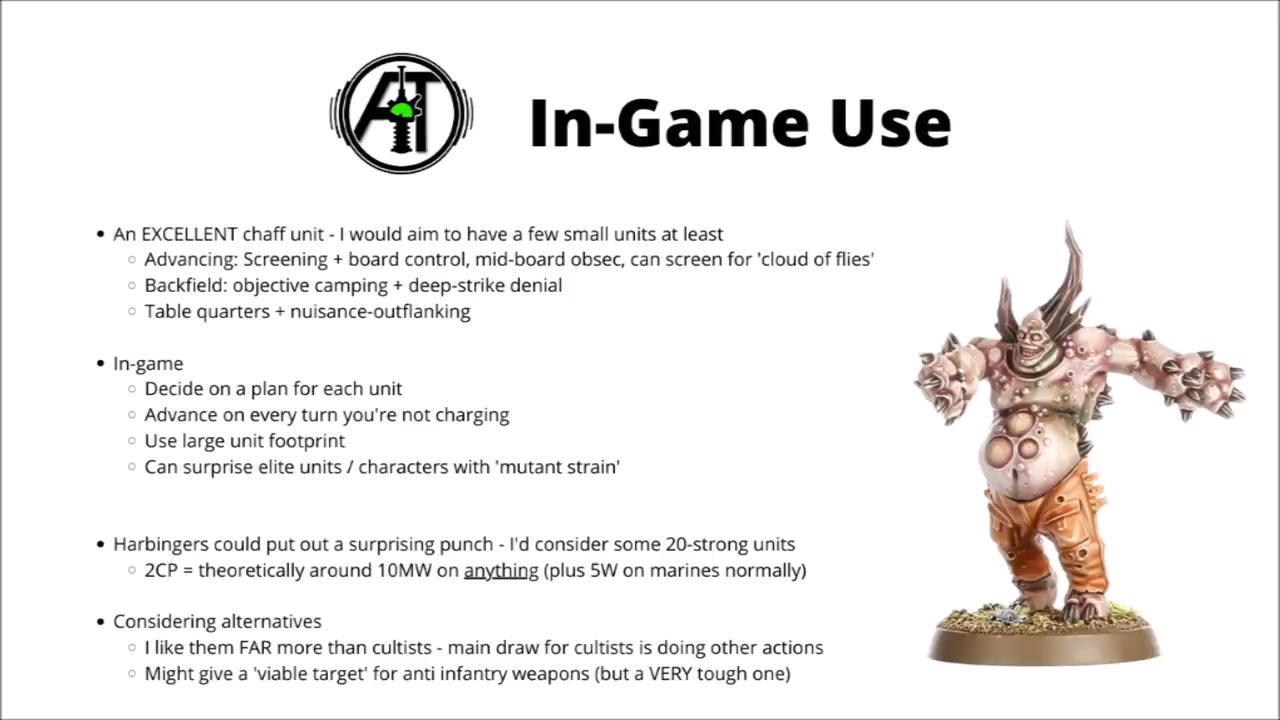 AT
In-Game Use
• An EXCELLENT chaff unit - I would aim to have a few small units at least
◦ Advancing: Screening + board control, mid-board obsec, can screen for 'cloud of flies'
◦ Backfield: objective camping + deep-strike denial
◦ Table quarters + nuisance-outflanking
• In-game
◦ Decide on a plan for each unit
◦ Advance on every turn you're not charging
◦ Use large unit footprint
◦ Can surprise elite units / characters with 'mutant strain'
• Harbingers could put out a surprising punch - I'd consider some 20-strong units
◦ 2CP = theoretically around 10MW on anything (plus 5W on marines normally)
• Considering alternatives
◦ I like them FAR more than cultists - main draw for cultists is doing other actions
◦ Might give a 'viable target' for anti infantry weapons (but a VERY tough one)